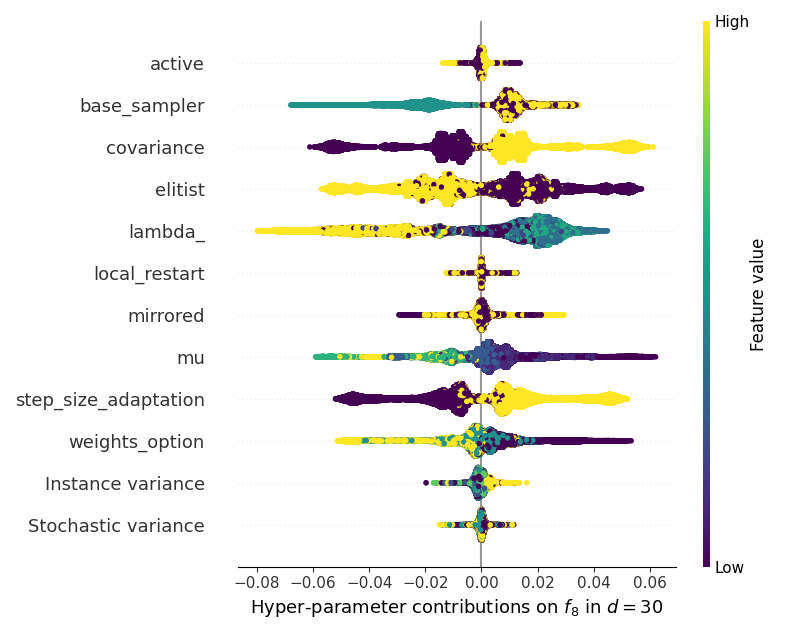 High
active
base_sampler
covariance
elitist
lambda_
local_restart
mirrored
mu
step_size_adaptation
weights_option
Instance variance
Stochastic variance
Feature value
Low
−0.08 −0.06 −0.04 −0.02 0.00 0.02 0.04 0.06
Hyper-parameter contributions on f₈ in d = 30